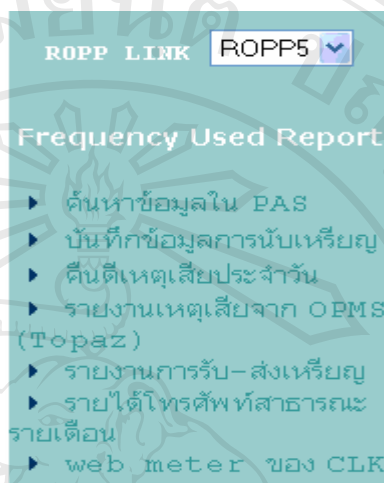 ROPP LINK ROPP5
Frequency Used Report
ค้นหาข้อมูลใน PAS
บันทึกข้อมูลการนับเหรียญ
คืนดีเหตุเสียประจำวัน
รายงานเหตุเสียจาก OPMS
(Topaz)
รายงานการรับ-ส่งเหรียญ
รายได้โทรศัพท์สาธารณะ
รายเดือน
web meter ของ CLK